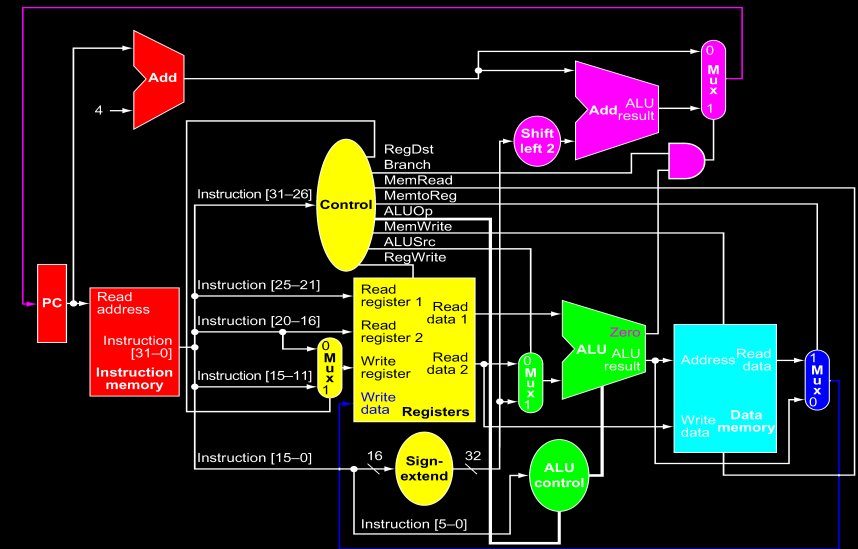 Add
4
0
Mux
1
Add
ALU
result
Shift
left 2
RegDst
Branch
MemRead
MemtoReg
ALUOp
MemWrite
ALUSrc
RegWrite
Control
Instruction [31–26]
PC
Read
address
Instruction
[31–0]
Instruction
memory
Instruction [25–21]
Instruction [20–16]
Instruction [15–11]
0
Mux
1
Read
register 1
Read
register 2
Write
register
Write
data
Read
data 1
Read
data 2
Registers
0
Mux
1
Zero
ALU
ALU
result
Address
Read
data
Write
data
Data
memory
1
Mux
0
Instruction [15–0]
16
Sign-
extend
32
ALU
control
Instruction [5–0]